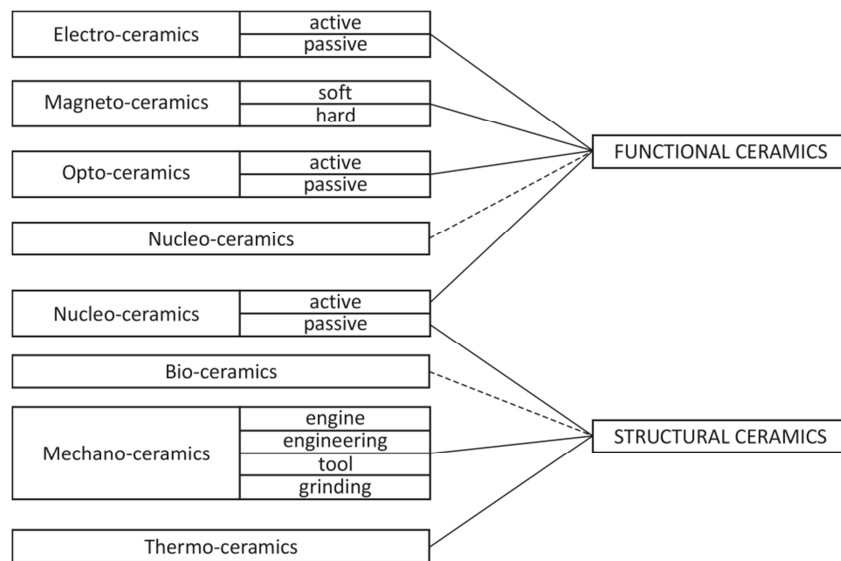 Electro-ceramics
active
passive
Magneto-ceramics
soft
hard
FUNCTIONAL CERAMICS
Opto-ceramics
active
passive
Nucleo-ceramics
Nucleo-ceramics
active
passive
Bio-ceramics
Mechano-ceramics
engine
engineering
tool
grinding
STRUCTURAL CERAMICS
Thermo-ceramics